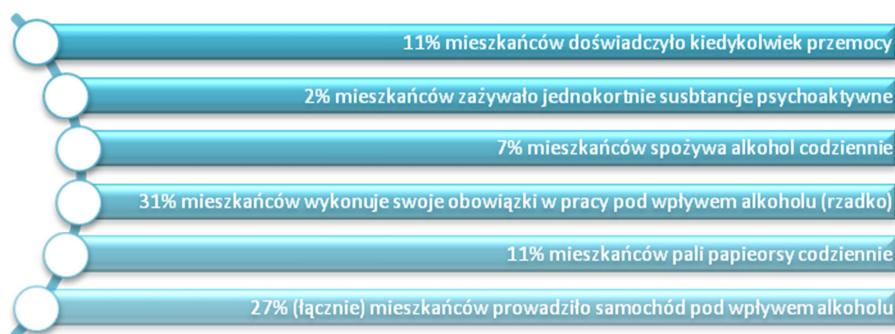 11% mieszkańców doświadczyło kiedykolwiek przemocy
2% mieszkańców zażywało jednokortnie susbtancje psychoaktywne
7% mieszkańców spożywa alkohol codziennie
31% mieszkańców wykonuje swoje obowiązki w pracy pod wpływem alkoholu (rzadko)
11% mieszkańców pali papieorsy codziennie
27% (łącznie) mieszkańców prowadziło samochód pod wpływem alkoholu